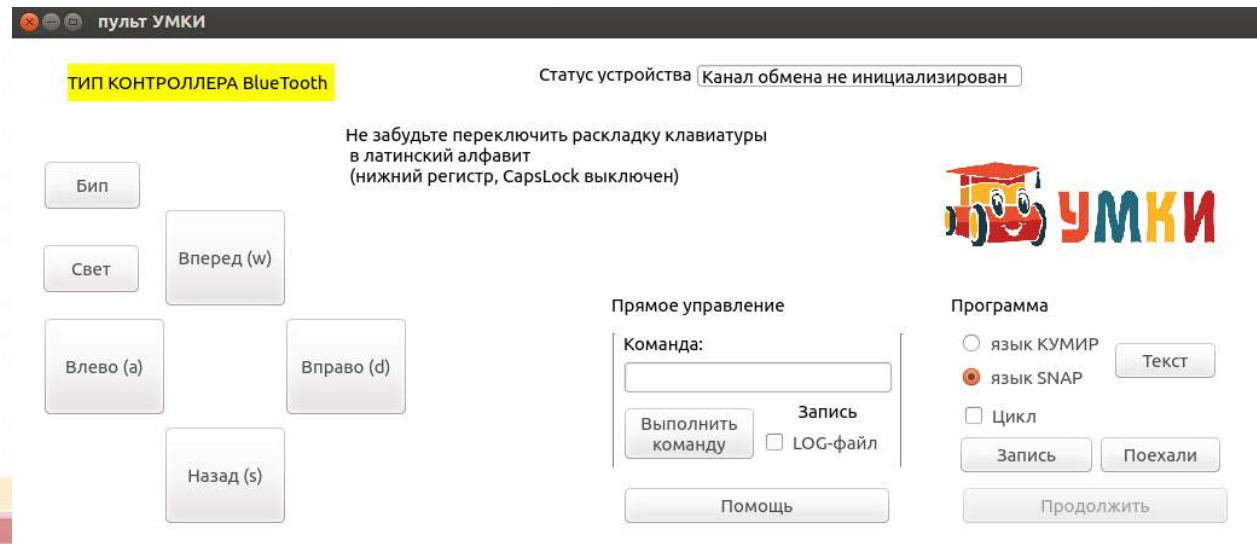 пульт УМКИ
ТИП КОНТРОЛЛЕРА BlueTooth
Статус устройства Канал обмена не инициализирован
Не забудьте переключить раскладку клавиатуры
в латинский алфавит
(нижний регистр, CapsLock выключен)
Бип
Свет
Вперед (w)
Влево (a)
Вправо (d)
Назад (s)
УМКИ
Прямое управление
Команда:
Выполнить
команду
Запись
LOG-файл
Помощь
Программа
язык КУМИР
язык SNAP
Текст
Цикл
Запись
Поехали
Продолжить